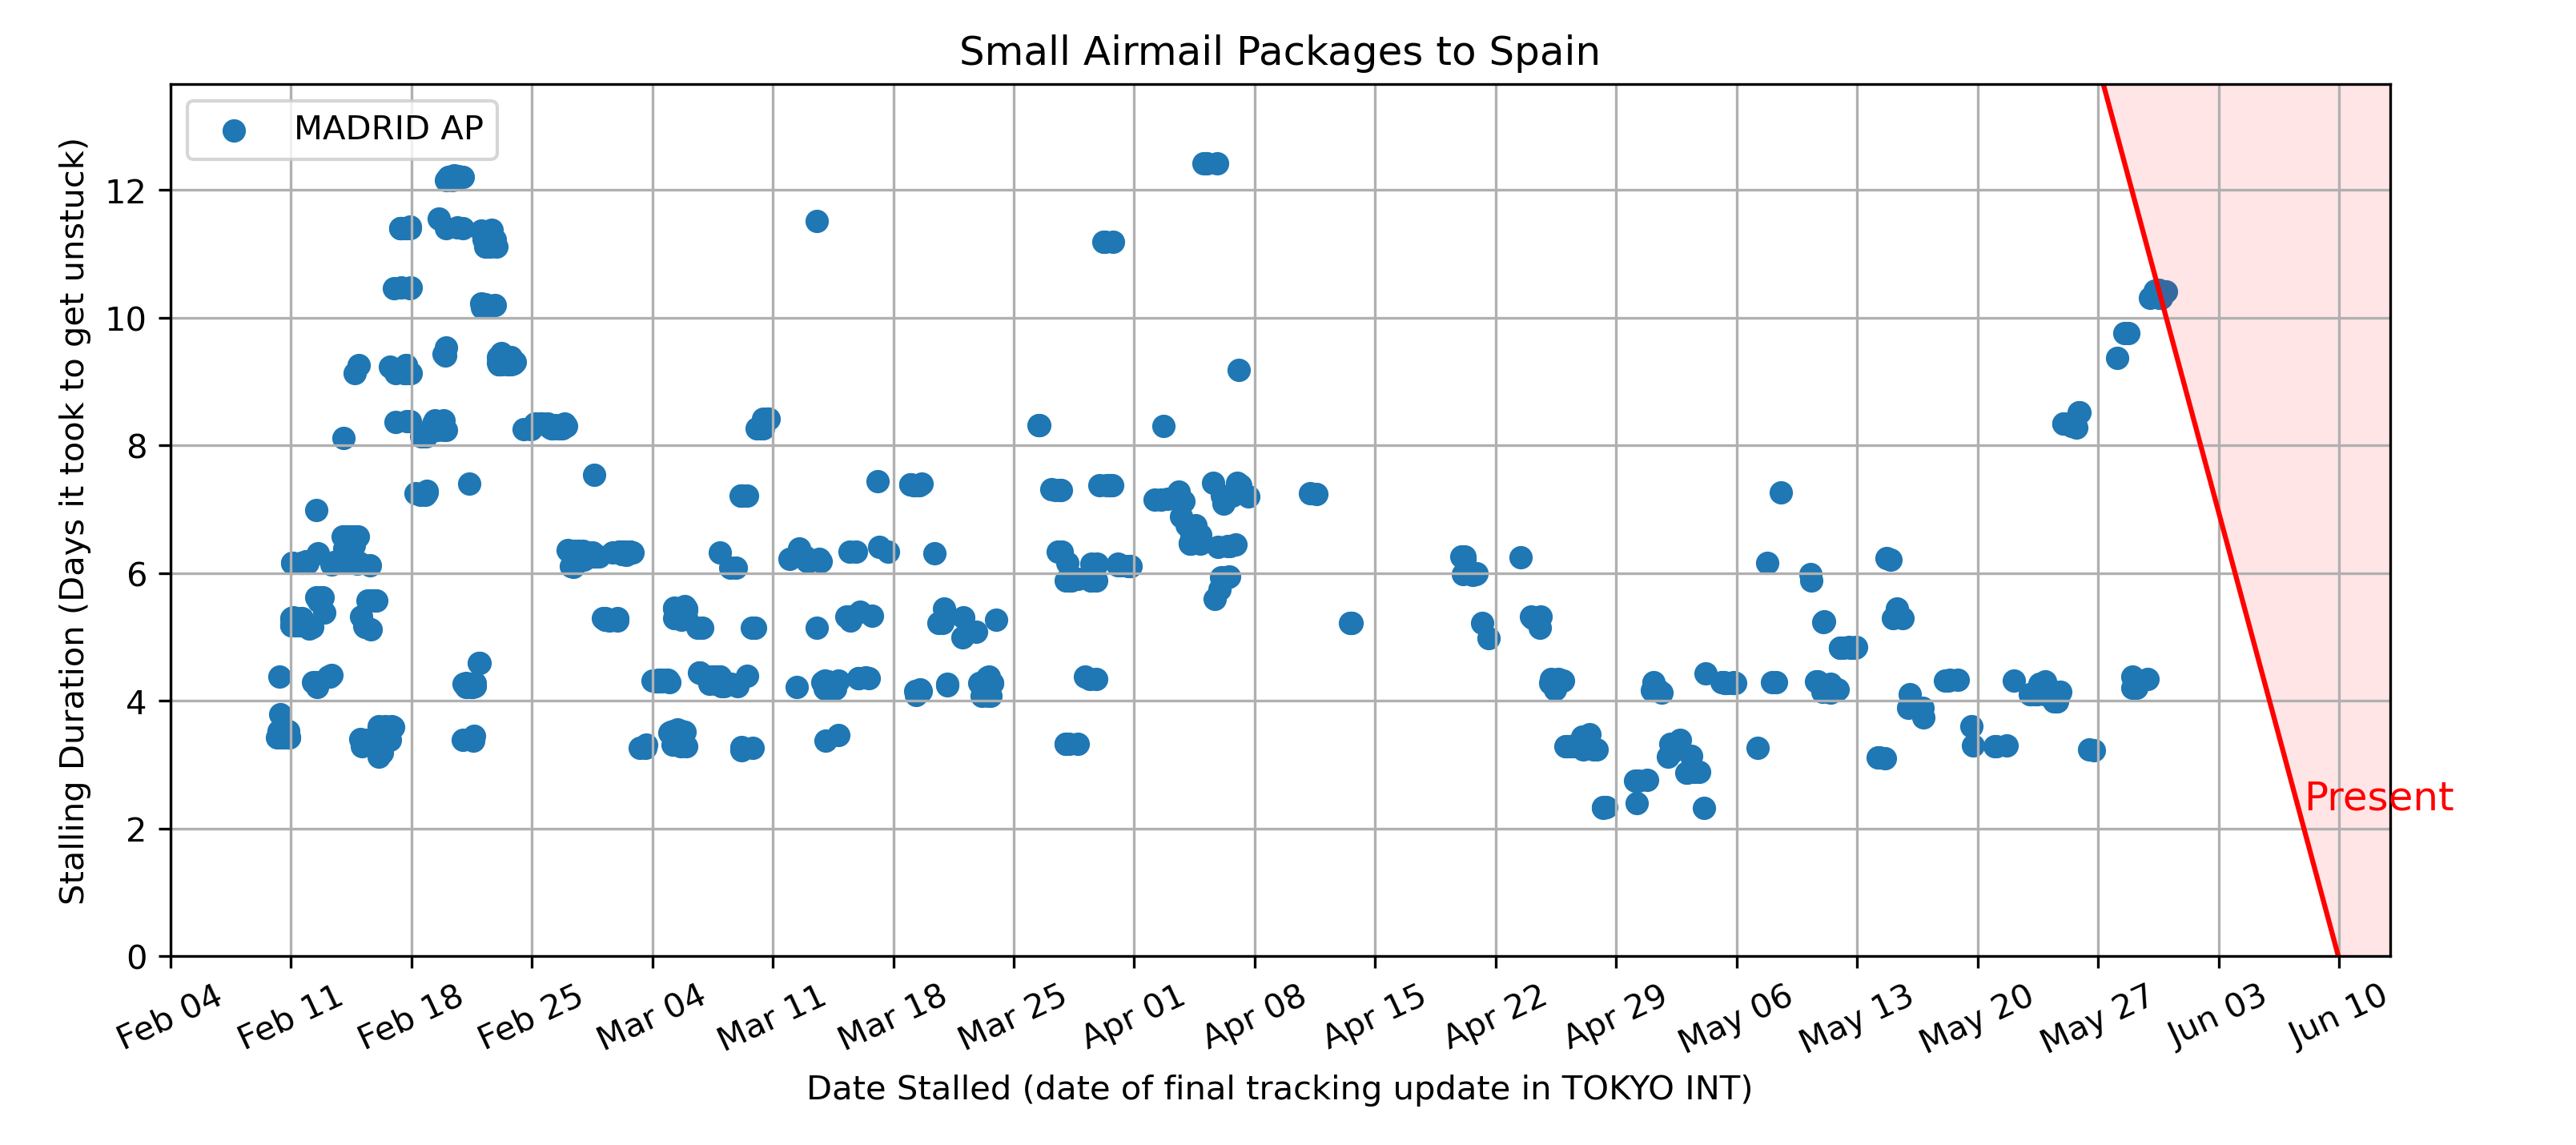 Small Airmail Packages to Spain
MADRID AP
Stalling Duration (Days it took to get unstuck)
12
10
8
6
4
2
0
Present
Feb 04
Feb 11
Feb 18
Feb 25
Mar 04
Mar 11
Mar 18
Mar 25
Apr 01
Apr 08
Apr 15
Apr 22
Apr 29
May 06
May 13
May 20
May 27
Jun 03
Jun 10
Date Stalled (date of final tracking update in TOKYO INT)